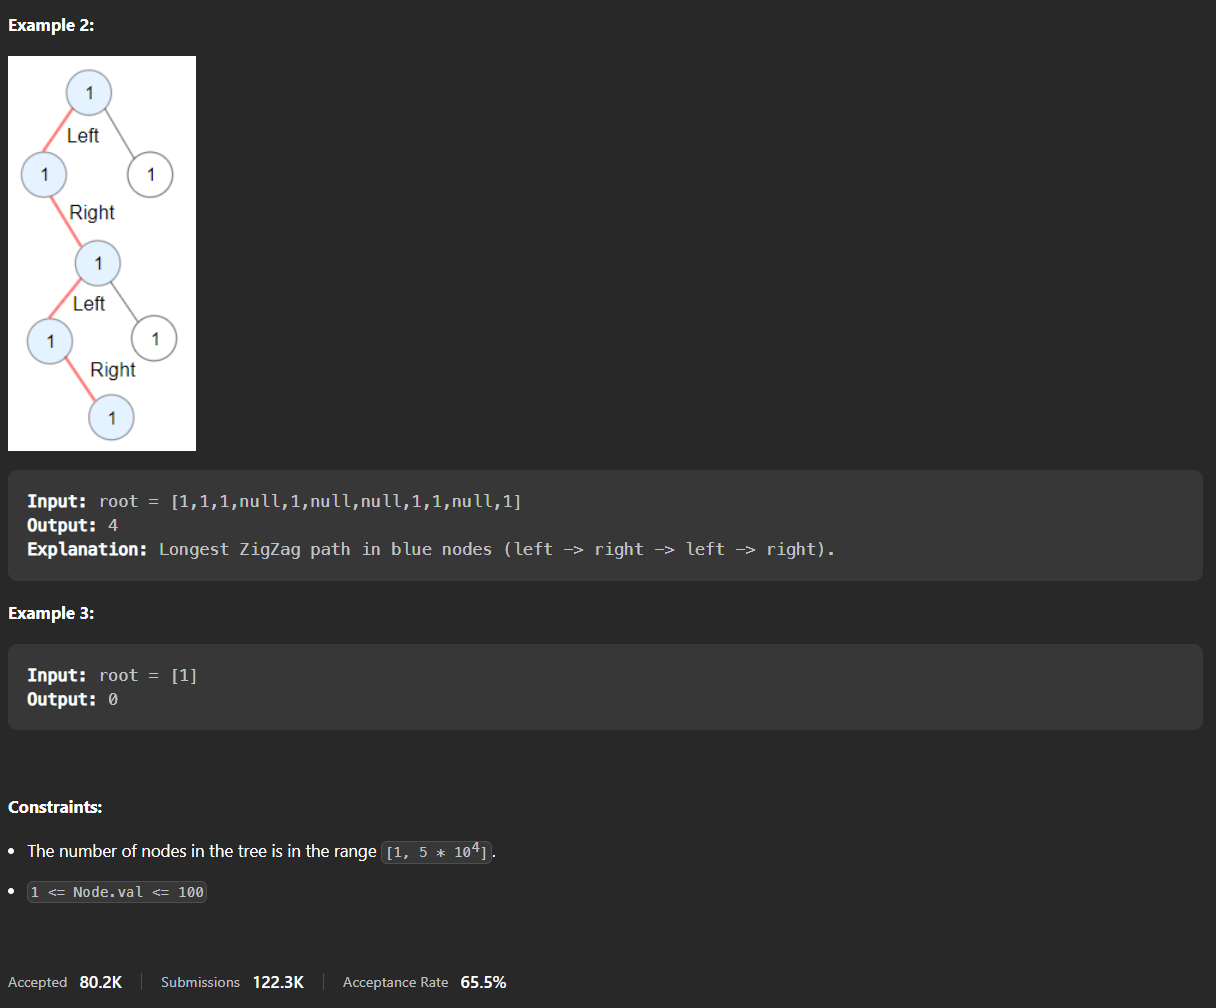 Example 2:
1
Left
1
1
Right
1
Left
1
1
Right
1
Input: root = [1,1,1,null,1,null,null,1,1,null,1]
Output: 4
Explanation: Longest ZigZag path in blue nodes (left -> right -> left -> right).
Example 3:
Input: root = [1]
Output: 0
Constraints:
• The number of nodes in the tree is in the range [1, 5 * 10⁴].
• 1 <= Node.val <= 100
Accepted 80.2K Submissions 122.3K Acceptance Rate 65.5%